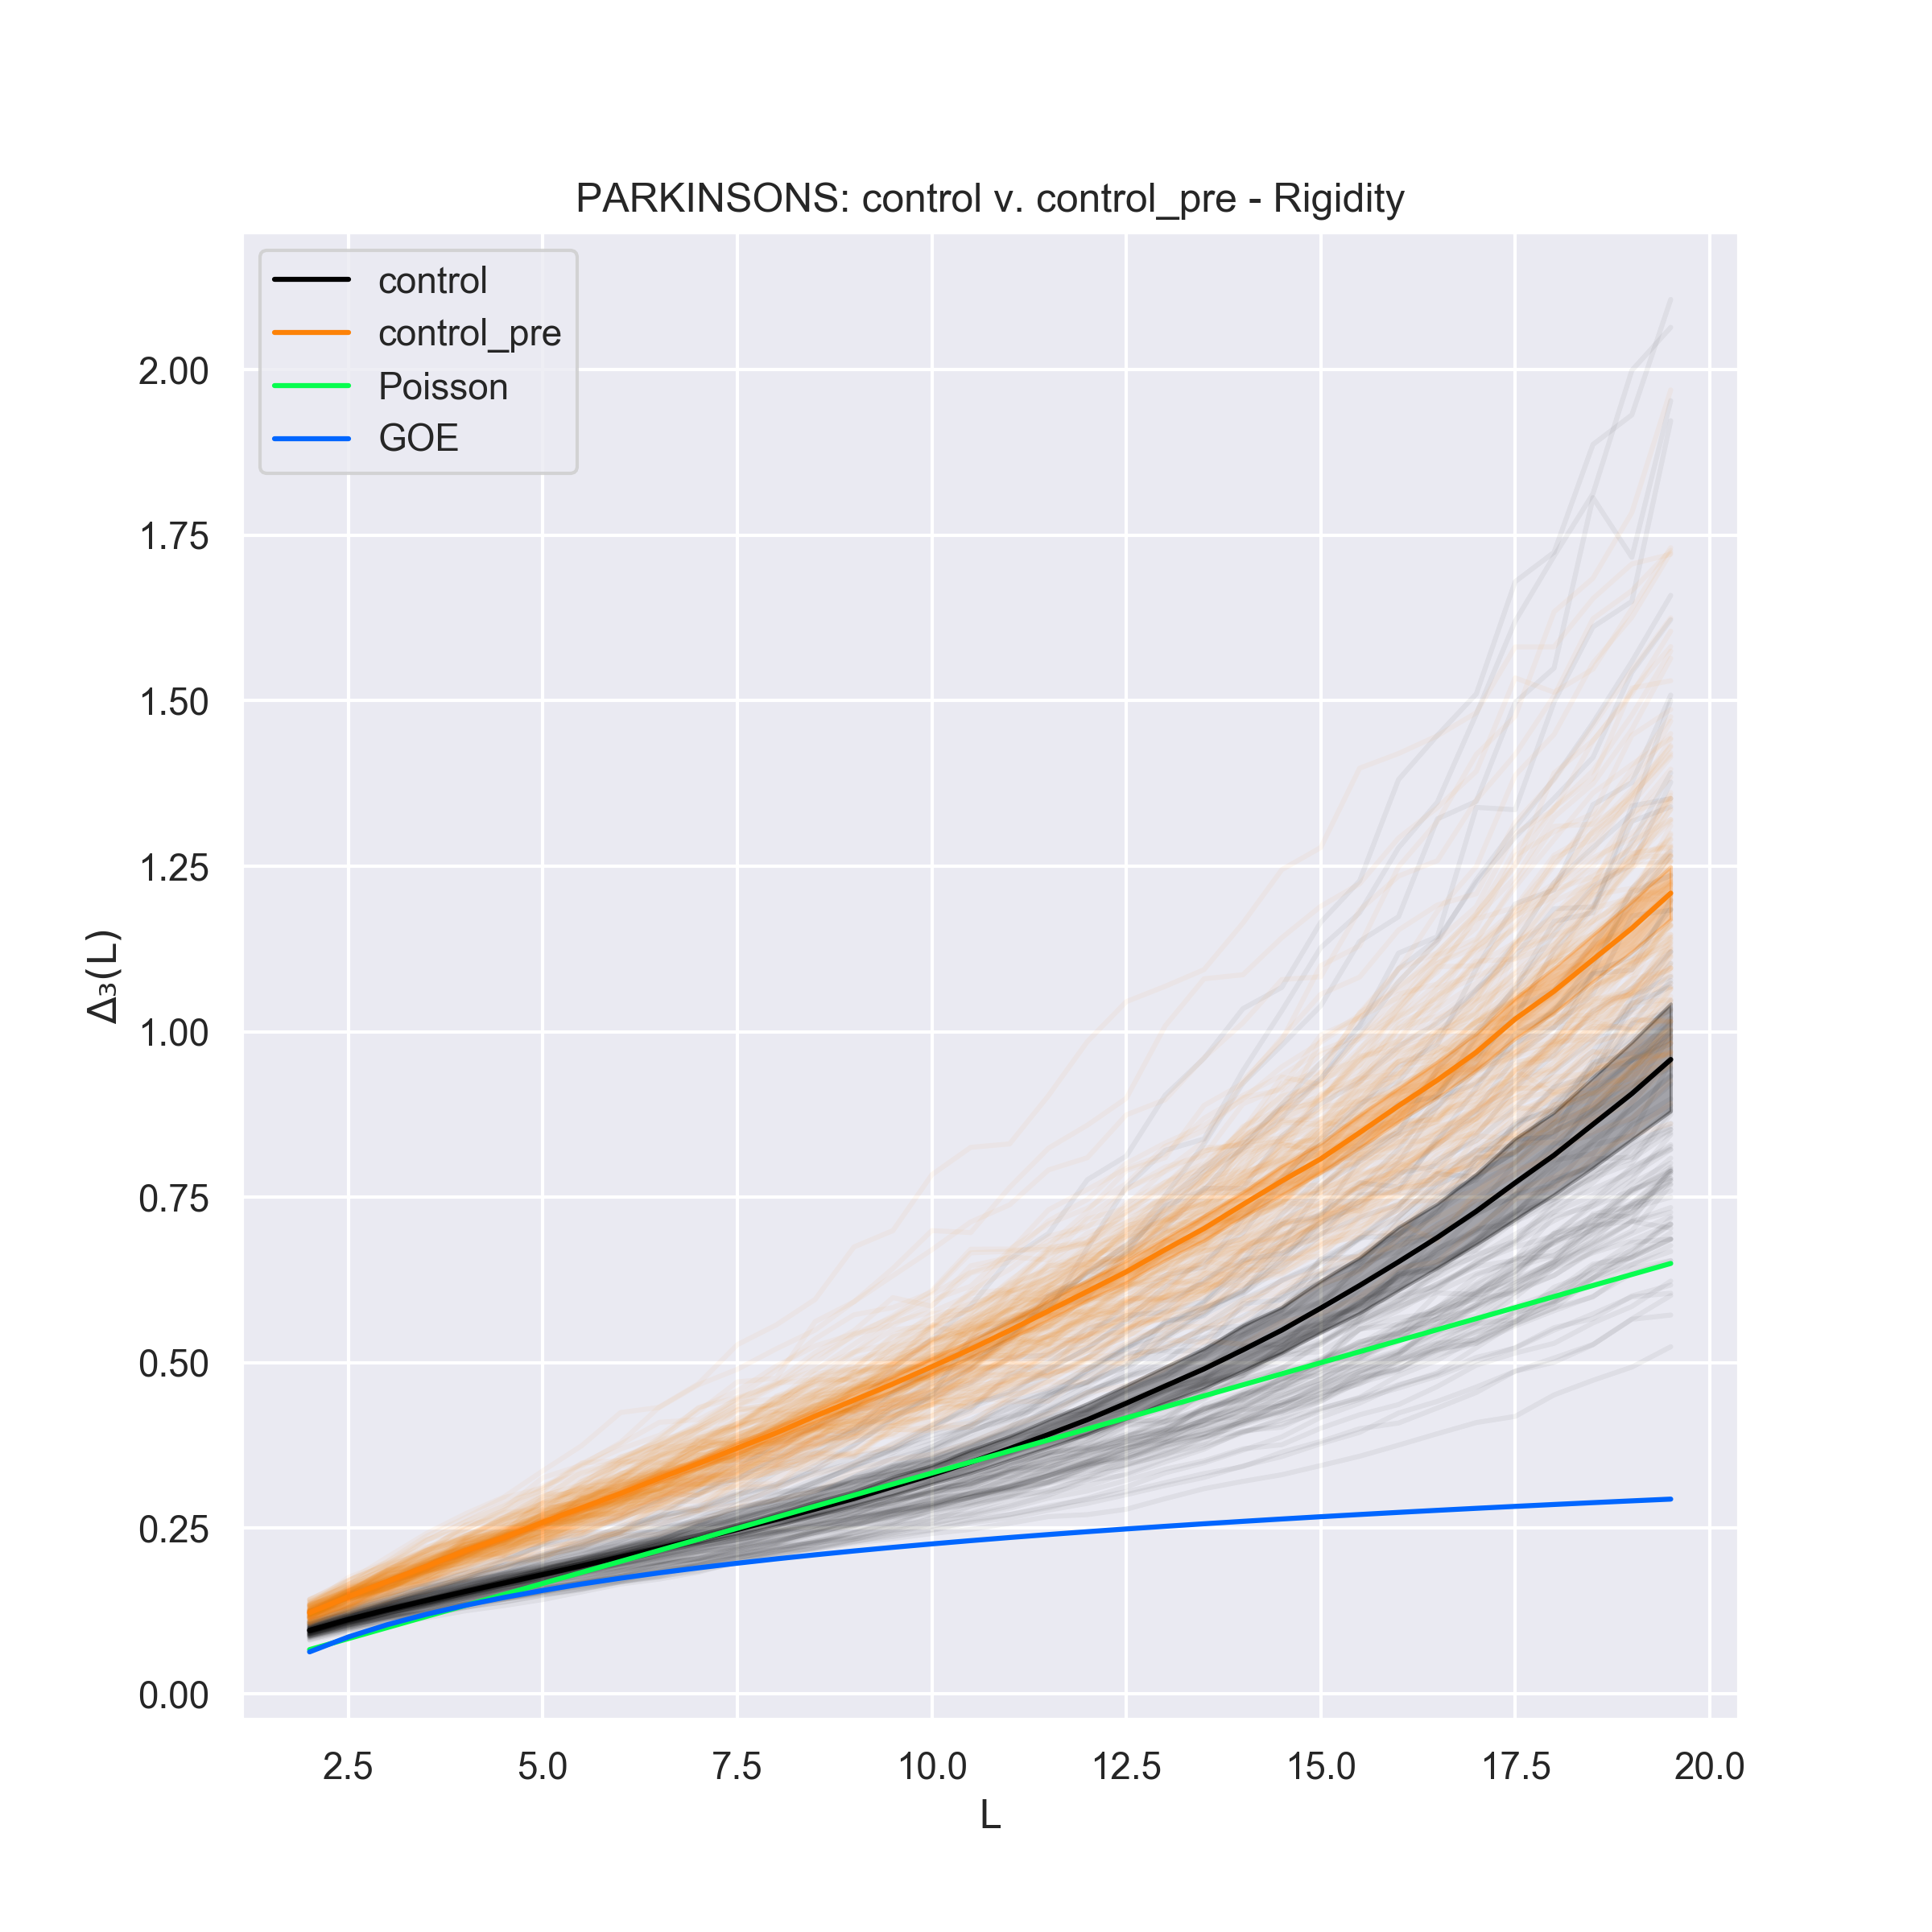 PARKINSONS: control v. control_pre - Rigidity
control
control_pre
Poisson
GOE
2.00
1.75
1.50
1.25
1.00
0.75
0.50
0.25
0.00
Δ₃(L)
2.5 5.0 7.5 10.0 12.5 15.0 17.5 20.0
L